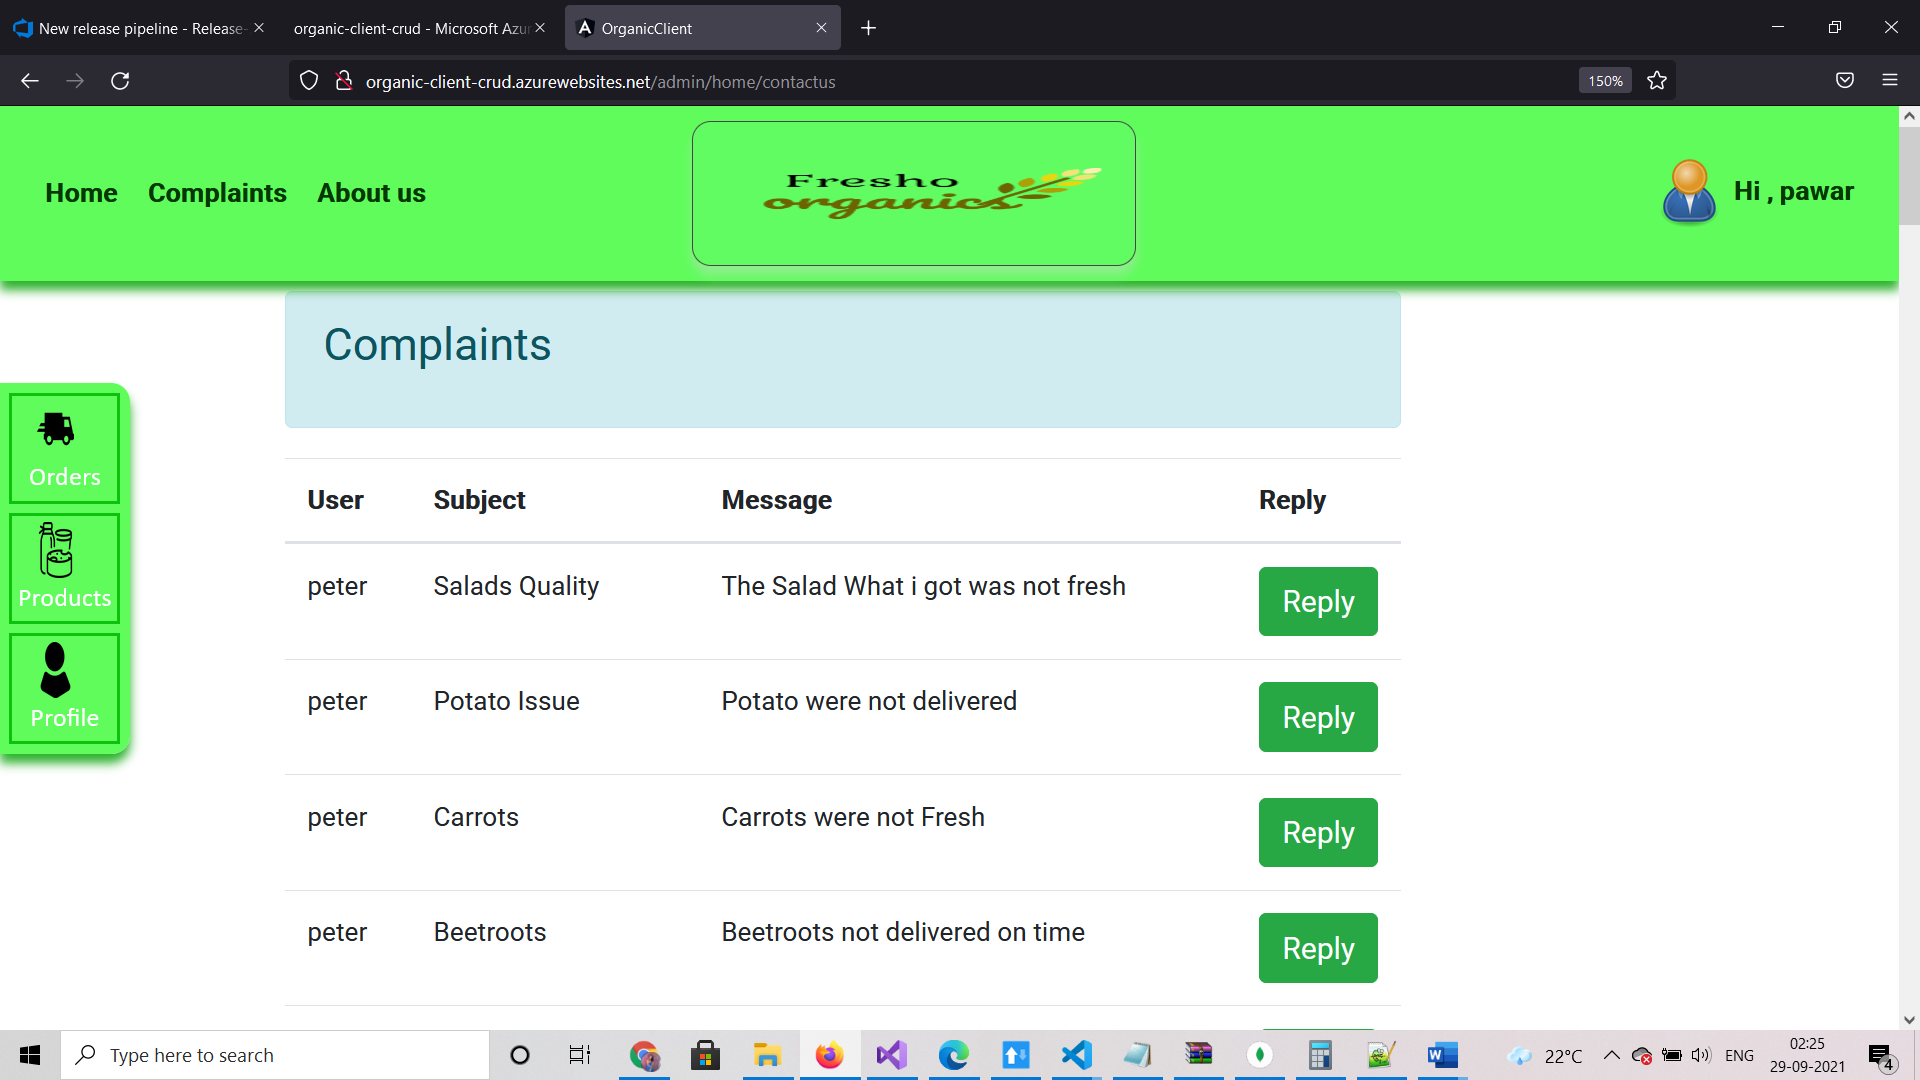 New release pipeline - Release-
organic-client-crud - Microsoft Azur
OrganicClient
organic-client-crud.azurewebsites.net/admin/home/contactus
150%
Home Complaints About us
Fresho
organics
Hi , pawar
Complaints
Orders
Products
Profile
User Subject Message Reply
peter Salads Quality The Salad What i got was not fresh Reply
peter Potato Issue Potato were not delivered Reply
peter Carrots Carrots were not Fresh Reply
peter Beetroots Beetroots not delivered on time Reply
Type here to search
22°C
ENG
02:25
29-09-2021
4